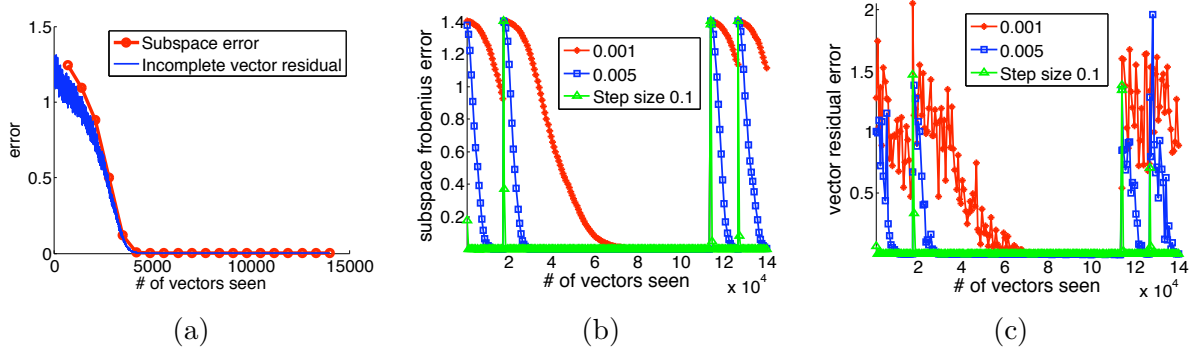 Subspace error
Incomplete vector residual
error
1.5
1
0.5
0
0
5000
10000
15000
# of vectors seen
(a)
0.001
0.005
Step size 0.1
subspace frobenius error
1.4
1.2
1
0.8
0.6
0.4
0.2
2
4
6
8
10
12
14
# of vectors seen
x 10^4
(b)
0.001
0.005
Step size 0.1
vector residual error
2
1.5
1
0.5
2
4
6
8
10
12
14
# of vectors seen
x 10^4
(c)